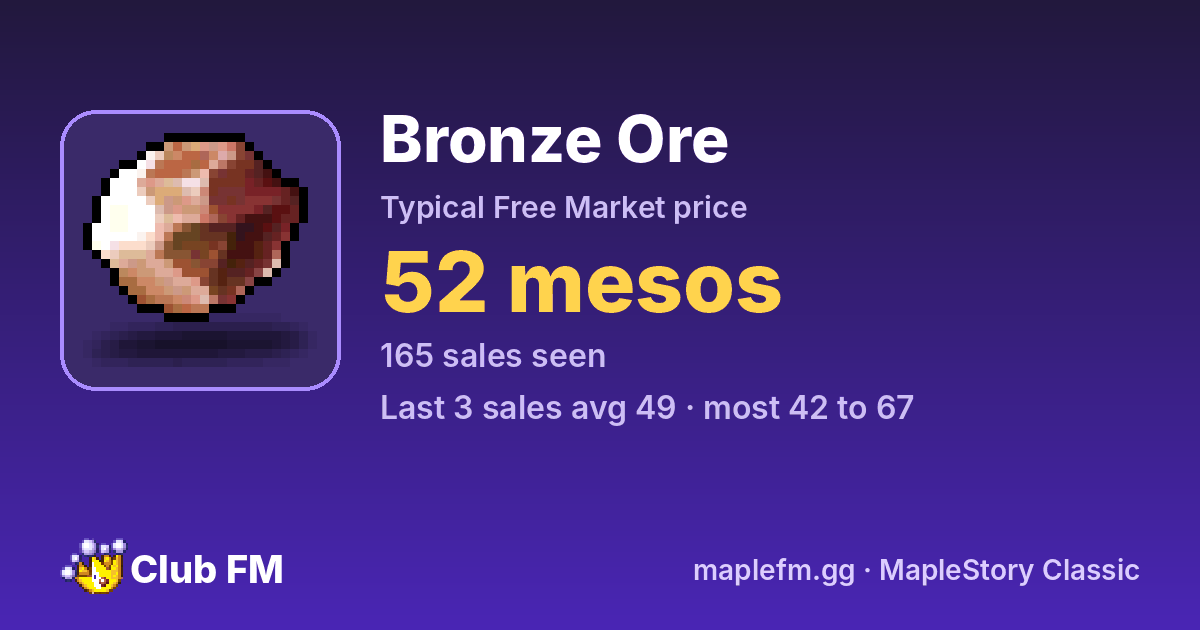 Bronze Ore
Typical Free Market price
52 mesos
165 sales seen
Last 3 sales avg 49 · most 42 to 67
Club FM
maplefm.gg · MapleStory Classic